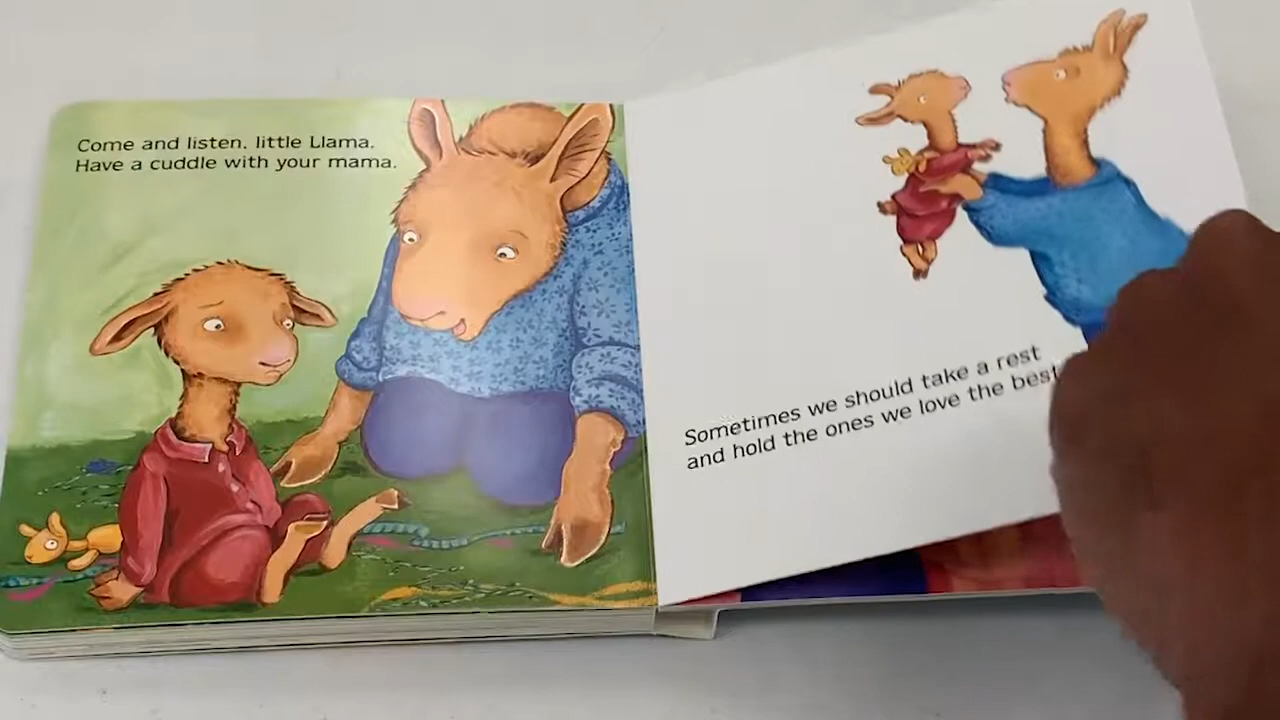 Come and listen, little Llama.
Have a cuddle with your mama.
Sometimes we should take a rest
and hold the ones we love the best